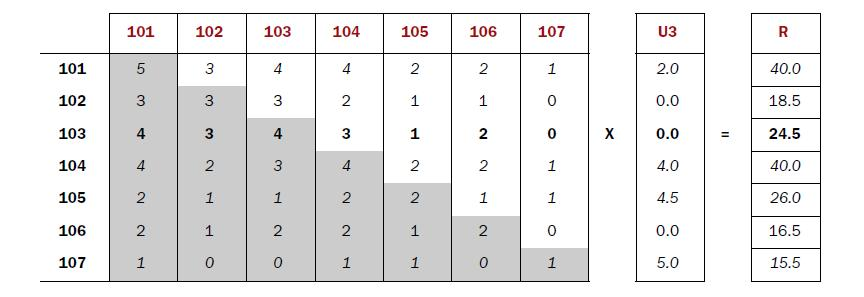 101 102 103 104 105 106 107 U3 R
101 5 3 4 4 2 2 1 2.0 40.0
102 3 3 3 2 1 1 0 0.0 18.5
103 4 3 4 3 1 2 0 X 0.0 = 24.5
104 4 2 3 4 2 2 1 4.0 40.0
105 2 1 1 2 2 1 1 4.5 26.0
106 2 1 2 2 1 2 0 0.0 16.5
107 1 0 0 1 1 0 1 5.0 15.5